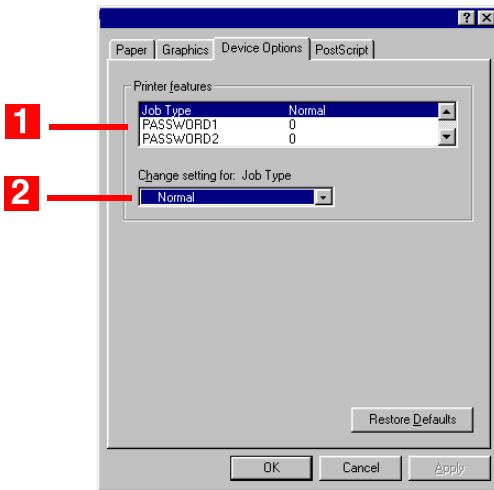 ? X
Paper Graphics Device Options PostScript
Printer features
Job Type Normal
1
PASSWORD1 0
PASSWORD2 0
Change setting for: Job Type
2
Normal
Restore Defaults
OK Cancel Apply